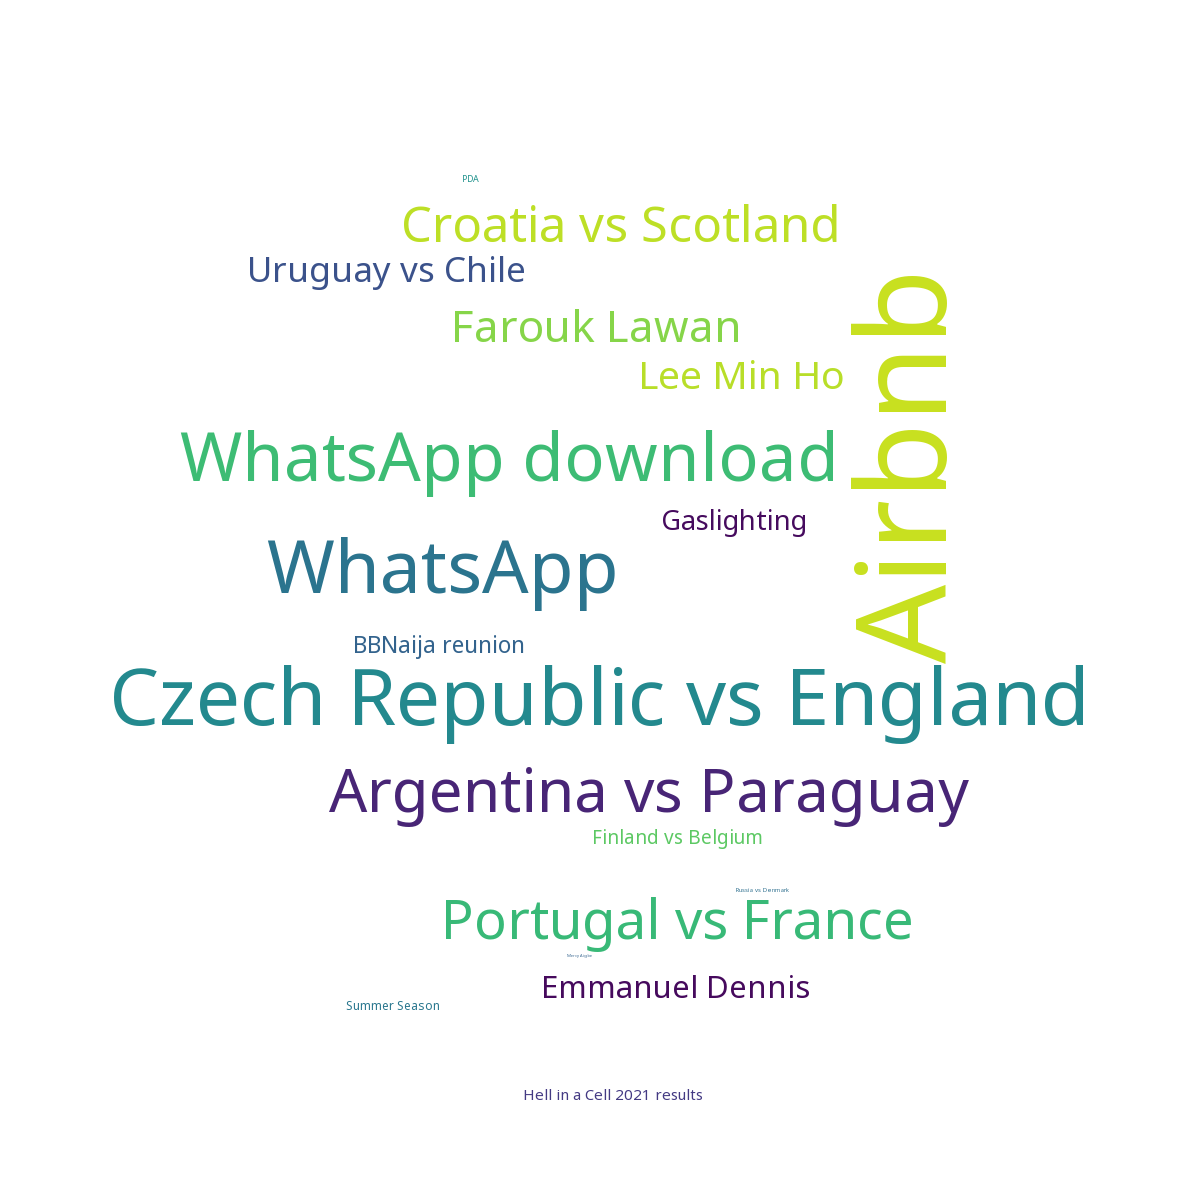 PDA
Croatia vs Scotland
Uruguay vs Chile
Airbnb
Farouk Lawan
Lee Min Ho
WhatsApp download
Gaslighting
WhatsApp
BBNaija reunion
Czech Republic vs England
Argentina vs Paraguay
Finland vs Belgium
Russia vs Denmark
Portugal vs France
Mercy Aigbe
Emmanuel Dennis
Summer Season
Hell in a Cell 2021 results